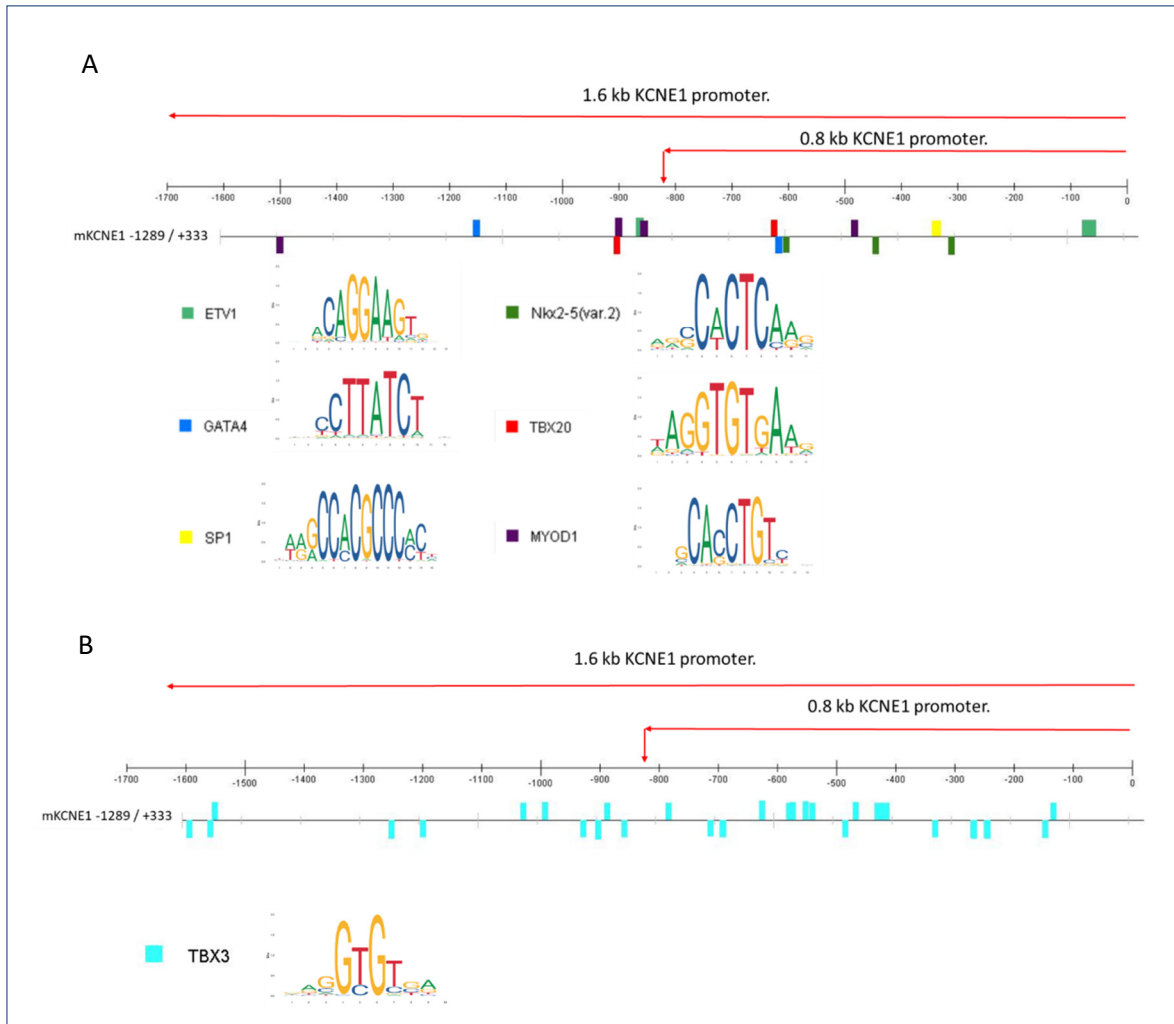 A
1.6 kb KCNE1 promoter.
0.8 kb KCNE1 promoter.
-1700 -1600 -1500 -1400 -1300 -1200 -1100 -1000 -900 -800 -700 -600 -500 -400 -300 -200 -100 0
mKCNE1 -1289 / +333
ETV1
Nkx2-5(var.2)
GATA4
TBX20
SP1
MYOD1
B
1.6 kb KCNE1 promoter.
0.8 kb KCNE1 promoter.
-1700 -1600 -1500 -1400 -1300 -1200 -1100 -1000 -900 -800 -700 -600 -500 -400 -300 -200 -100 0
mKCNE1 -1289 / +333
TBX3